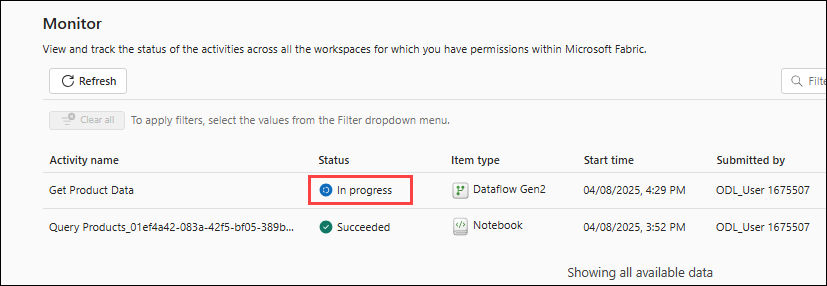 Monitor
View and track the status of the activities across all the workspaces for which you have permissions within Microsoft Fabric.
Refresh
Filte
Clear all To apply filters, select the values from the Filter dropdown menu.
Activity name Status Item type Start time Submitted by
Get Product Data In progress Dataflow Gen2 04/08/2025, 4:29 PM ODL_User 1675507
Query Products_01ef4a42-083a-42f5-bf05-389b... Succeeded Notebook 04/08/2025, 3:52 PM ODL_User 1675507
Showing all available data